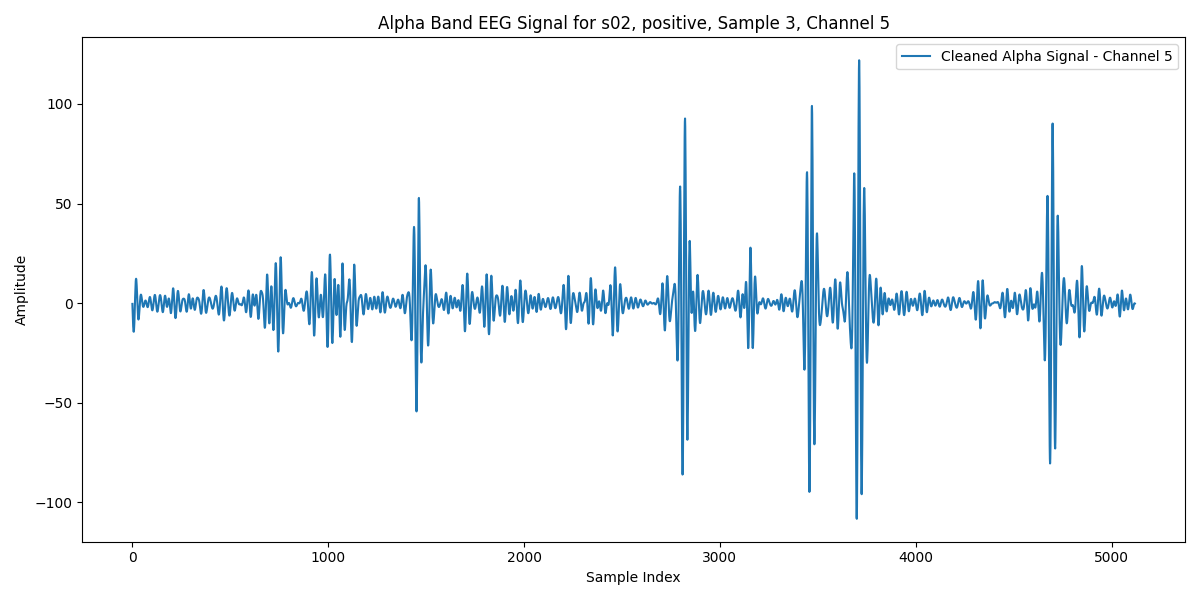 Alpha Band EEG Signal for s02, positive, Sample 3, Channel 5
Cleaned Alpha Signal - Channel 5
Amplitude
100
50
0
−50
−100
0 1000 2000 3000 4000 5000
Sample Index